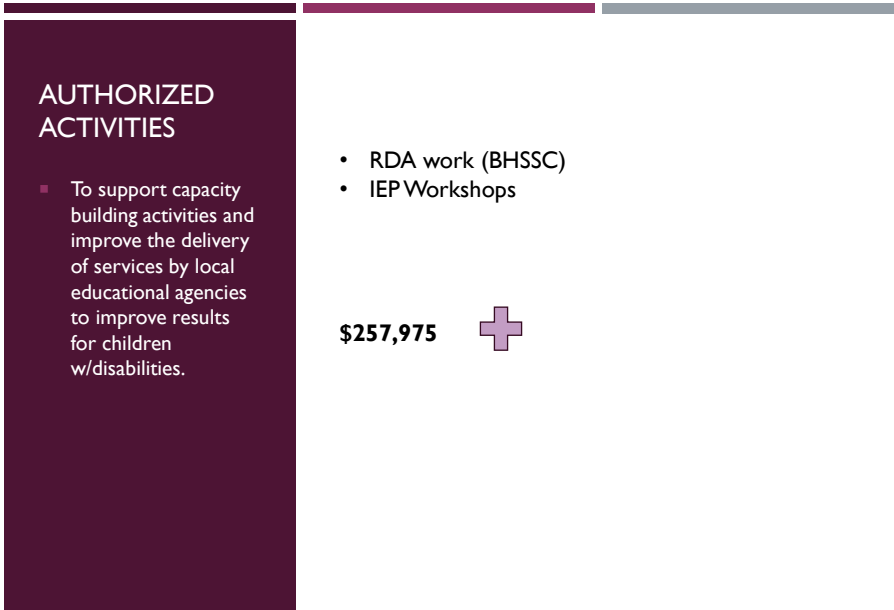 AUTHORIZED
ACTIVITIES
▪ To support capacity
building activities and
improve the delivery
of services by local
educational agencies
to improve results
for children
w/disabilities.
• RDA work (BHSSC)
• IEP Workshops
$257,975